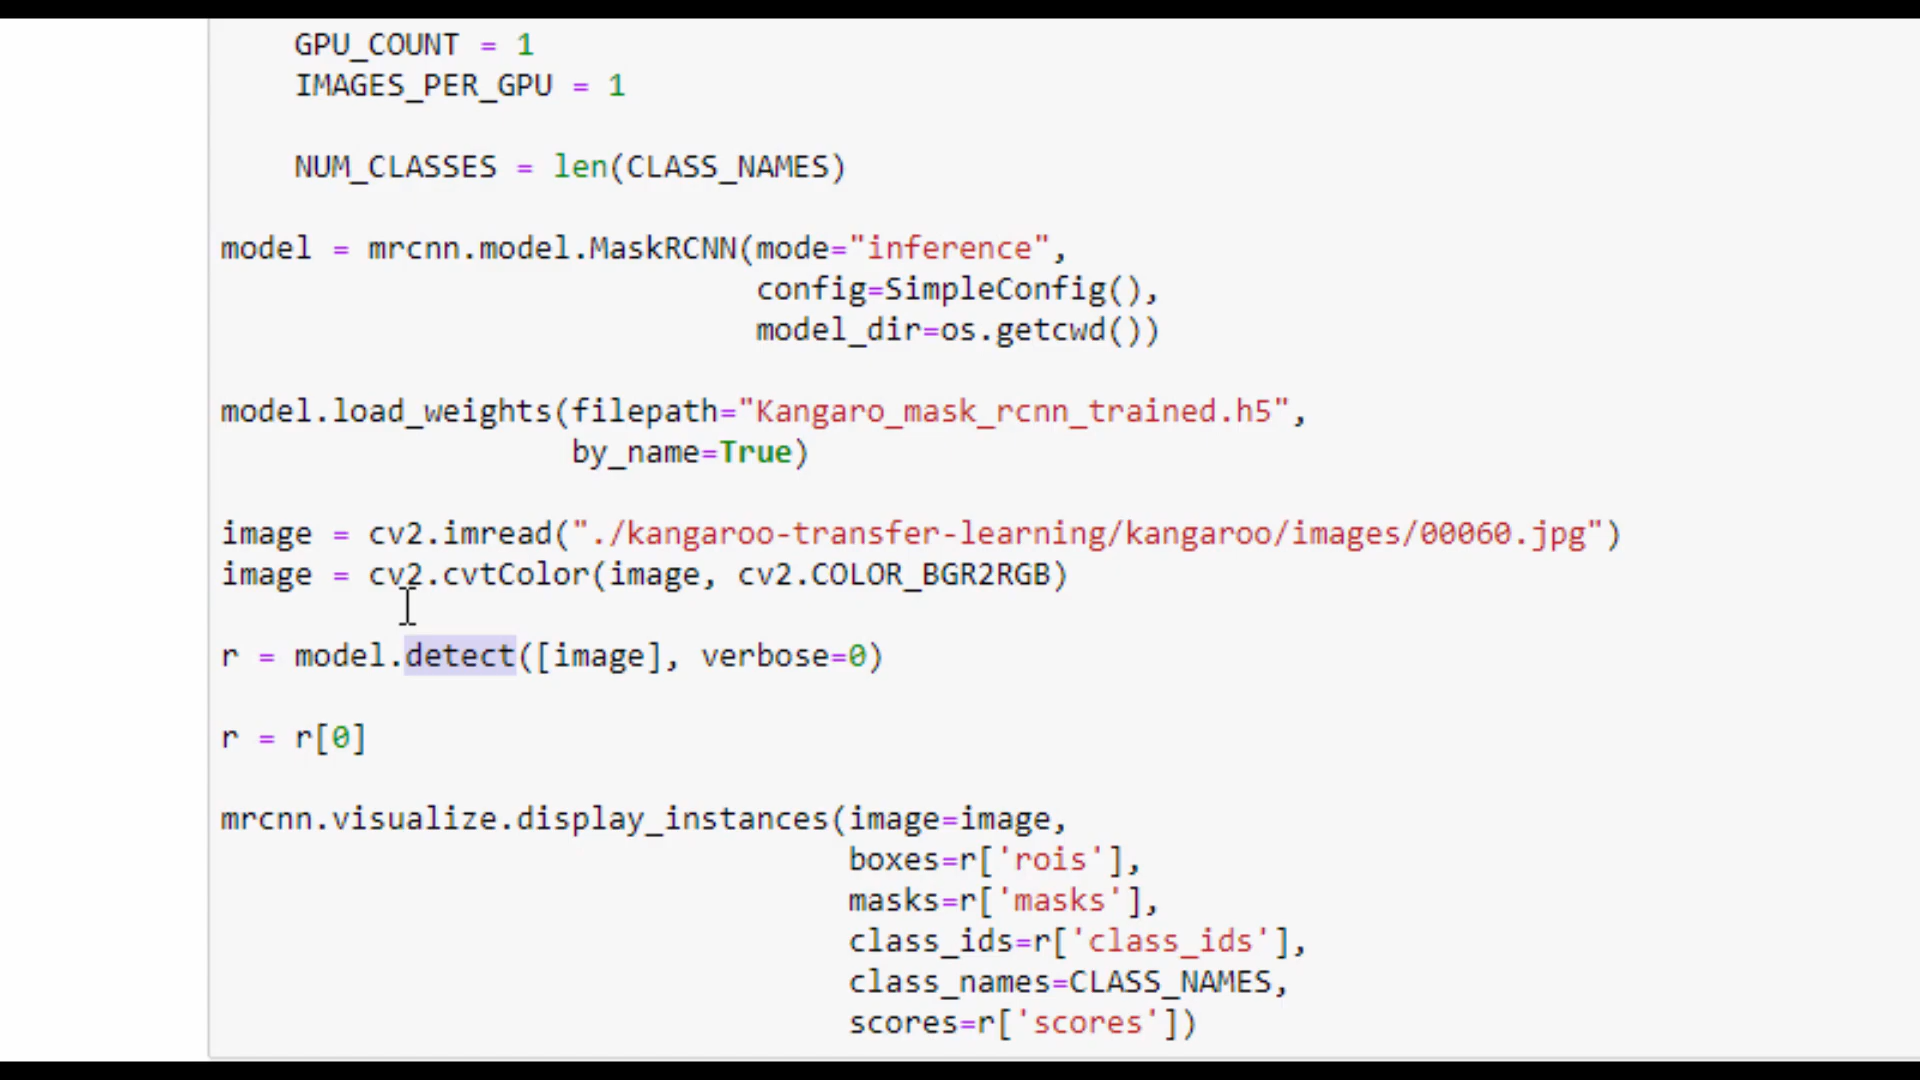 GPU_COUNT = 1
IMAGES_PER_GPU = 1
NUM_CLASSES = len(CLASS_NAMES)
model = mrcnn.model.MaskRCNN(mode="inference",
config=SimpleConfig(),
model_dir=os.getcwd())
model.load_weights(filepath="Kangaro_mask_rcnn_trained.h5",
by_name=True)
image = cv2.imread("./kangaroo-transfer-learning/kangaroo/images/00060.jpg")
image = cv2.cvtColor(image, cv2.COLOR_BGR2RGB)
r = model.detect([image], verbose=0)
r = r[0]
mrcnn.visualize.display_instances(image=image,
boxes=r['rois'],
masks=r['masks'],
class_ids=r['class_ids'],
class_names=CLASS_NAMES,
scores=r['scores'])